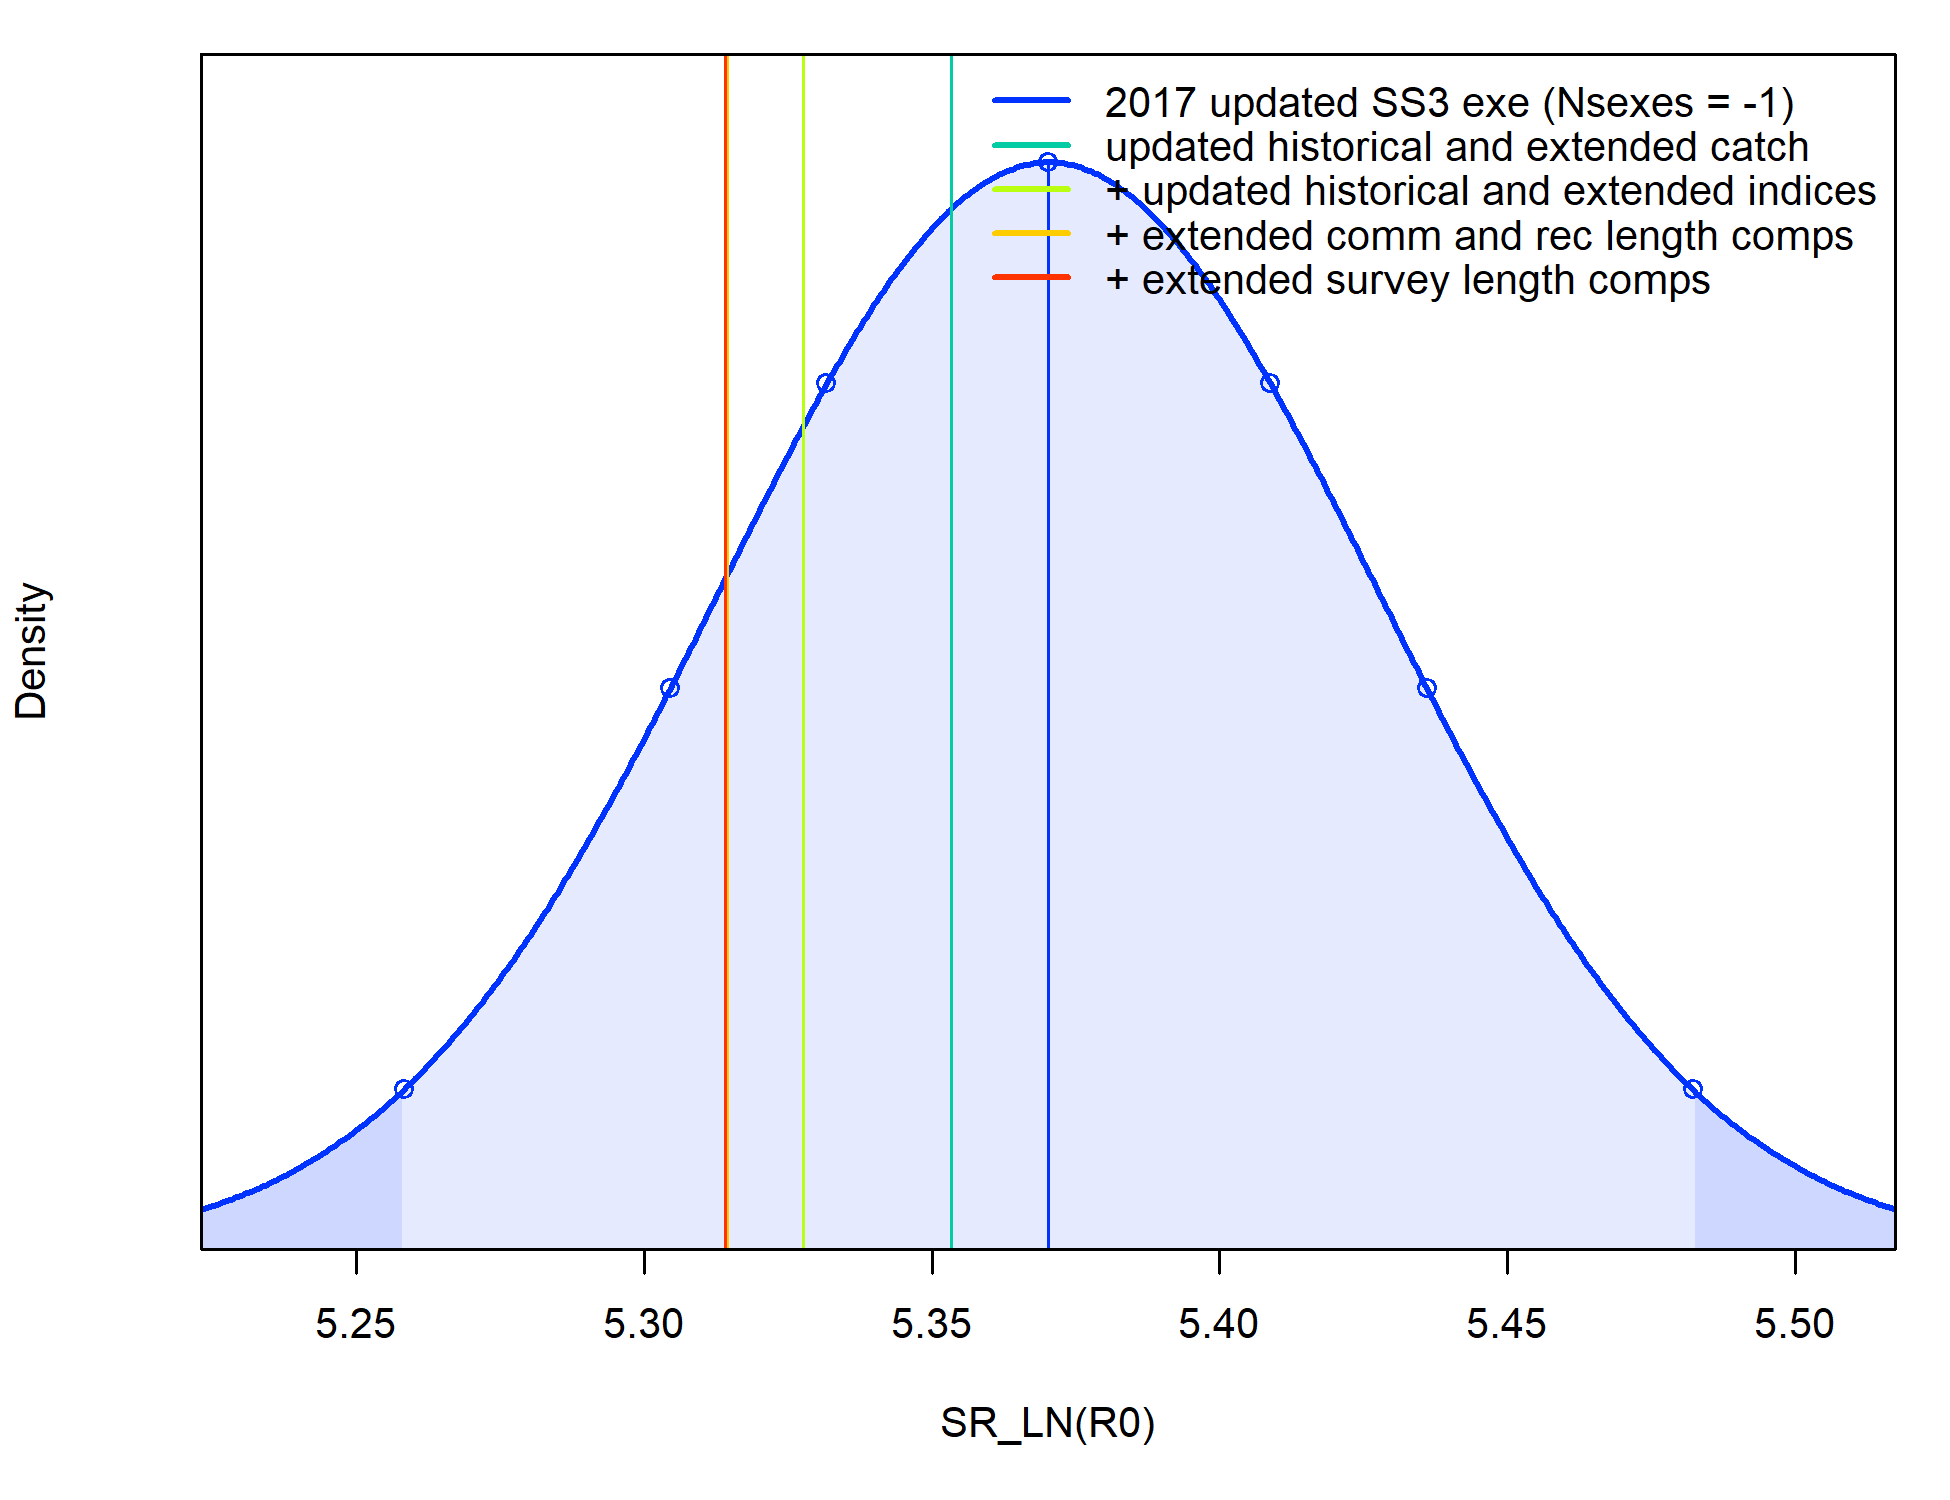 2017 updated SS3 exe (Nsexes = -1)
updated historical and extended catch
+ updated historical and extended indices
+ extended comm and rec length comps
+ extended survey length comps
Density
5.25 5.30 5.35 5.40 5.45 5.50
SR_LN(R0)